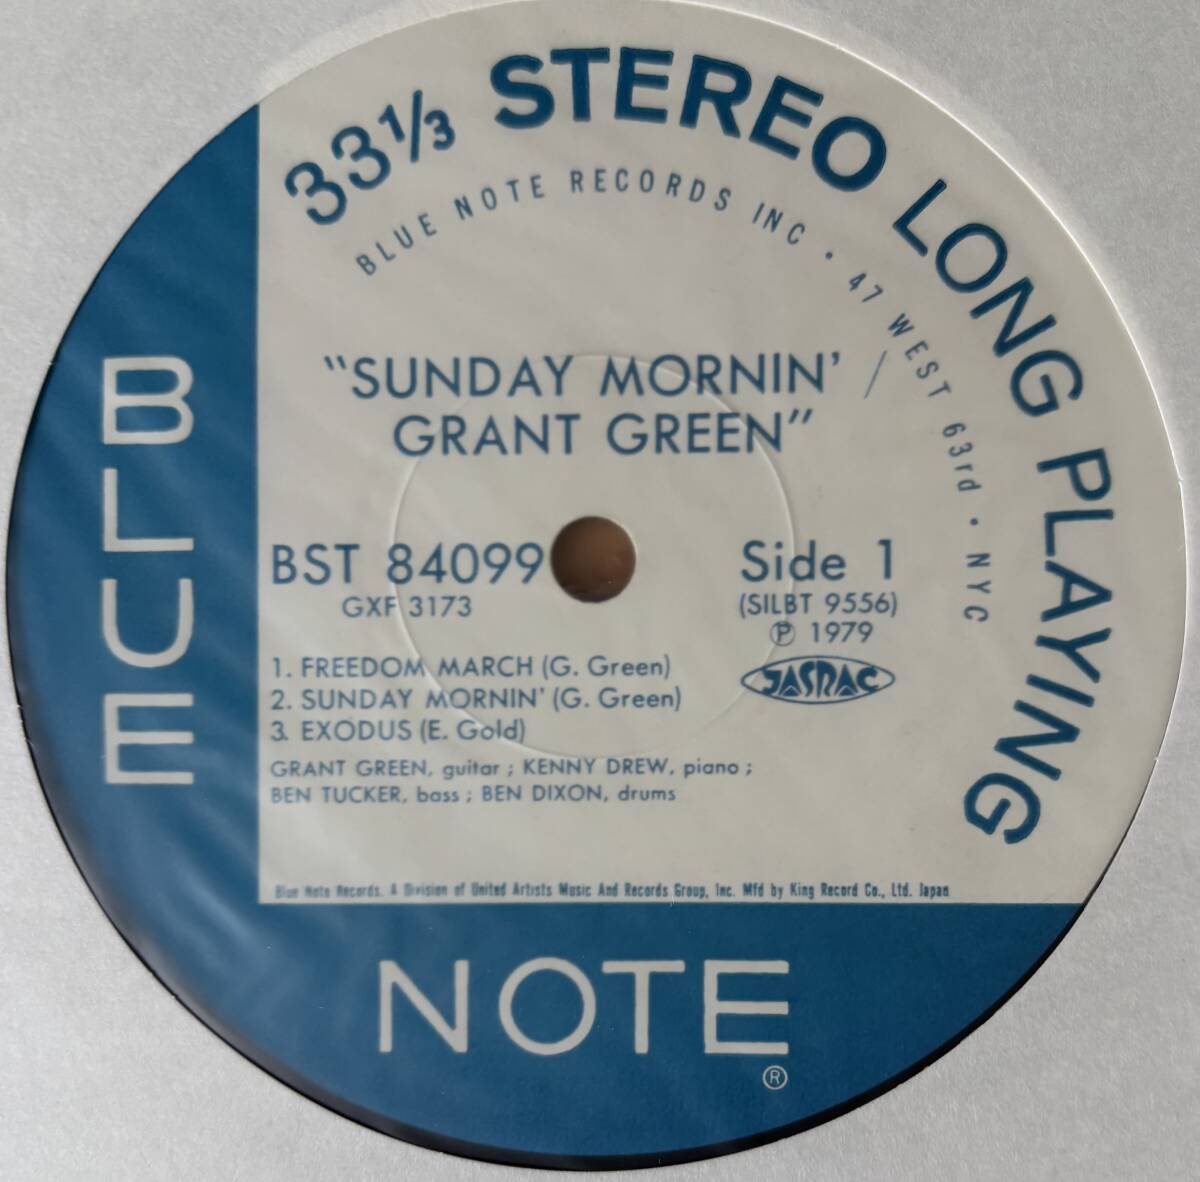 33 1/3 STEREO LONG PLAYING
BLUE NOTE RECORDS INC • 47 WEST 63rd • NYC
"SUNDAY MORNIN' /
GRANT GREEN"
BST 84099
GXF 3173
Side 1
(SILBT 9556)
Ⓟ 1979
JASRAC
1. FREEDOM MARCH (G. Green)
2. SUNDAY MORNIN' (G. Green)
3. EXODUS (E. Gold)
GRANT GREEN, guitar ; KENNY DREW, piano ;
BEN TUCKER, bass ; BEN DIXON, drums
Blue Note Records. A Division of United Artists Music And Records Group, Inc. Mfd by King Record Co., Ltd. Japan
BLUE
NOTE
®